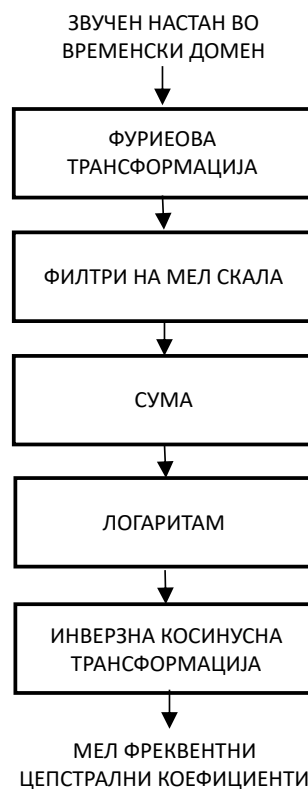 ЗВУЧЕН НАСТАН ВО
ВРЕМЕНСКИ ДОМЕН
ФУРИЕОВА
ТРАНСФОРМАЦИЈА
ФИЛТРИ НА МЕЛ СКАЛА
СУМА
ЛОГАРИТАМ
ИНВЕРЗНА КОСИНУСНА
ТРАНСФОРМАЦИЈА
МЕЛ ФРЕКВЕНТНИ
ЦЕПСТРАЛНИ КОЕФИЦИЕНТИ